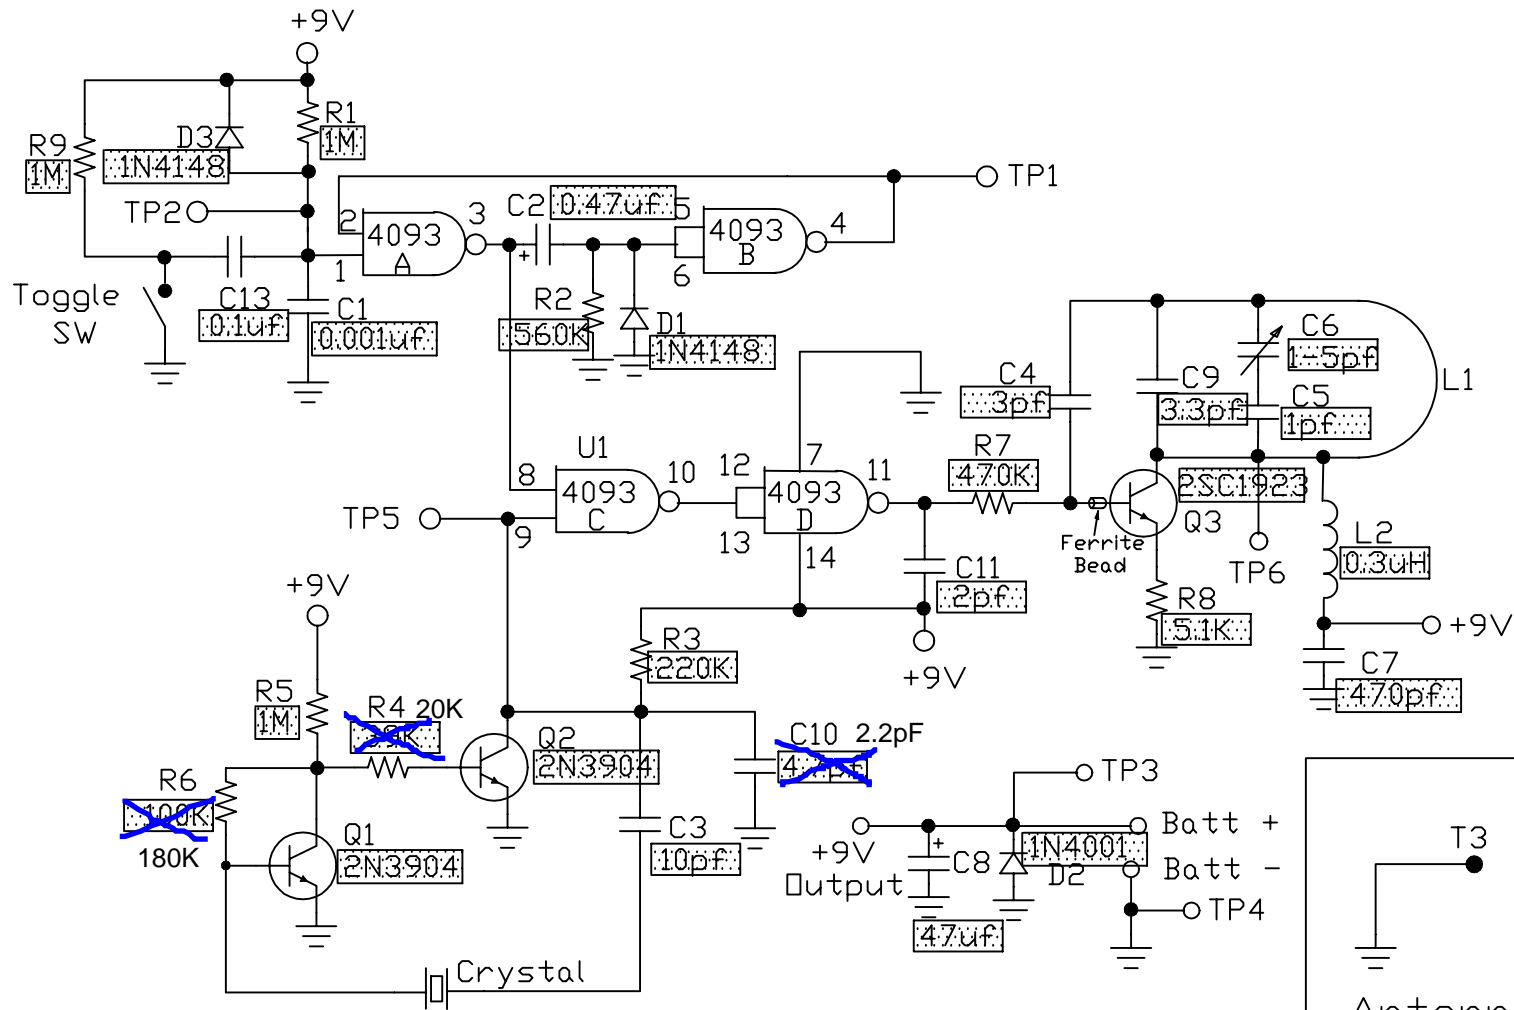 +9V
R1
1M
D3
1N4148
R9
1M
TP2
TP1
C2
0.47uf
2
3
1
4093
A
5
6
4093
B
4
Toggle
SW
C13
0.1uf
C1
0.001uf
R2
560K
D1
1N4148
C4
3pf
C9
3.3pf
C6
1-5pf
C5
1pf
L1
U1
8
9
4093
C
10
12
13
4093
D
7
11
14
R7
470K
TP5
2SC1923
Q3
Ferrite
Bead
TP6
L2
0.3uH
C11
2pf
R8
5.1K
+9V
+9V
+9V
C7
470pf
R3
220K
R5
1M
R4 20K
39K
Q2
2N3904
C10 2.2pF
R6
100K
180K
Q1
2N3904
C3
10pf
Crystal
TP3
+9V
Output
C8
47uf
1N4001
D2
Batt +
Batt -
TP4
T3